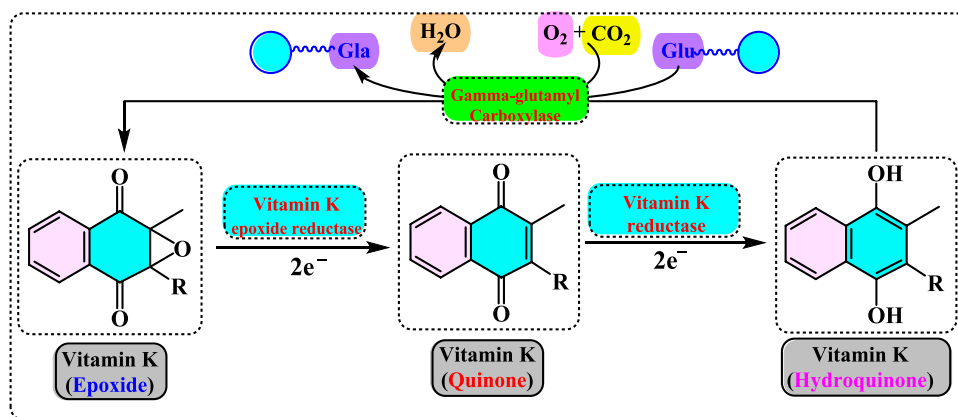 H₂O
O₂ + CO₂
Gla
Glu
Gamma-glutamyl
Carboxylase
O
O
O
R
Vitamin K
epoxide reductase
2e⁻
O
O
R
Vitamin K
reductase
2e⁻
OH
OH
R
Vitamin K
(Epoxide)
Vitamin K
(Quinone)
Vitamin K
(Hydroquinone)